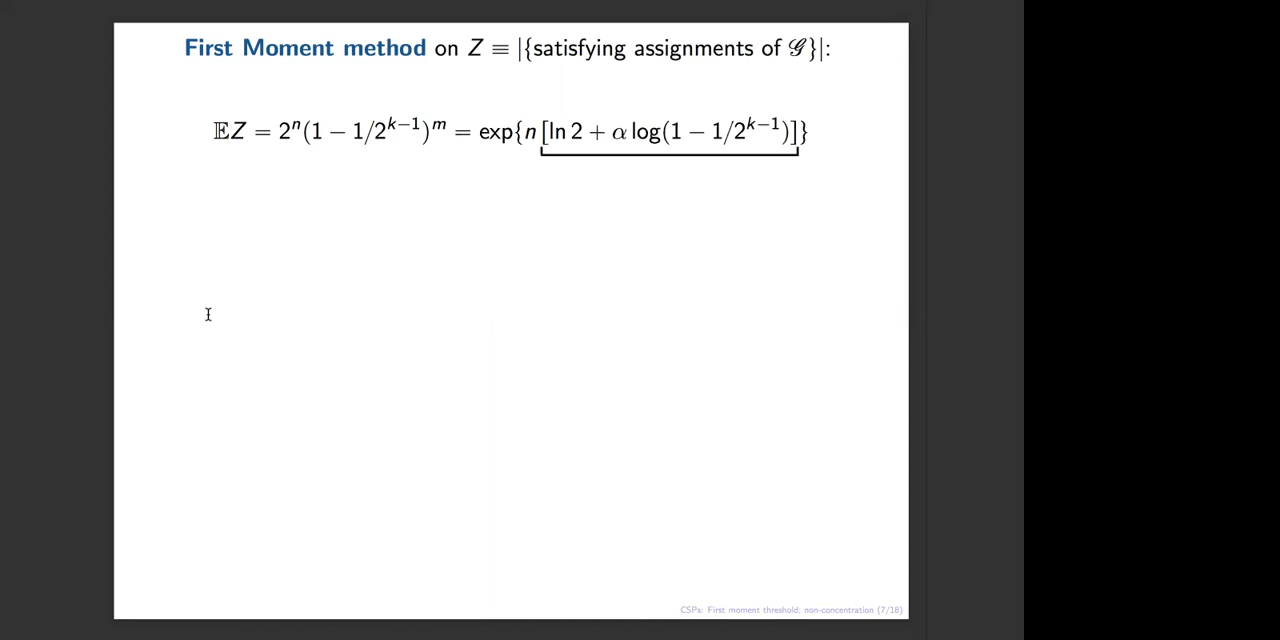 First Moment method on Z ≡ |{satisfying assignments of 𝒢}|:
𝔼Z = 2ⁿ(1 − 1/2ᵏ⁻¹)ᵐ = exp{n [ln 2 + α log(1 − 1/2ᵏ⁻¹)]}
CSPs: First moment threshold; non-concentration (7/18)